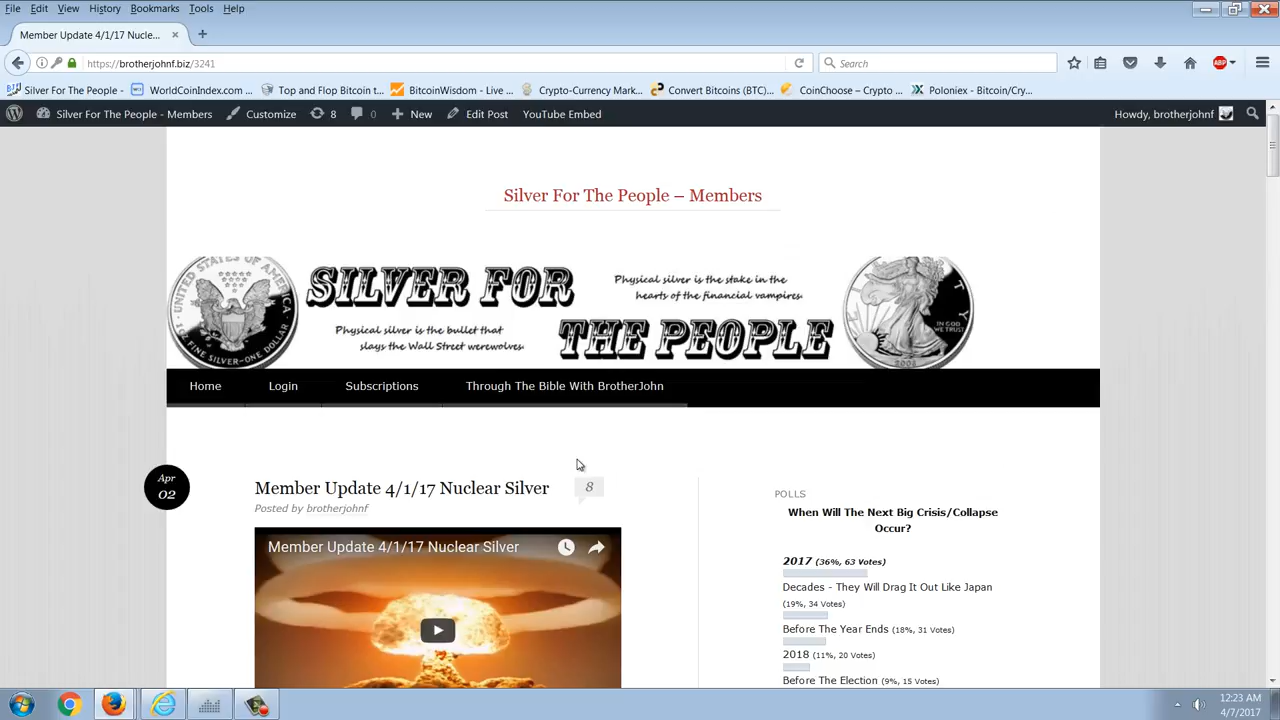 File Edit View History Bookmarks Tools Help
Member Update 4/1/17 Nucle...
https://brotherjohnf.biz/3241
Search
Silver For The People - ...
WorldCoinIndex.com ...
Top and Flop Bitcoin t...
BitcoinWisdom - Live ...
Crypto-Currency Mark...
Convert Bitcoins (BTC)...
CoinChoose – Crypto ...
Poloniex - Bitcoin/Cry...
Silver For The People - Members
Customize
8
0
New
Edit Post
YouTube Embed
Howdy, brotherjohnf
Silver For The People – Members
SILVER FOR
THE PEOPLE
Physical silver is the bullet that
slays the Wall Street werewolves.
Physical silver is the stake in the
hearts of the financial vampires.
Home Login Subscriptions Through The Bible With BrotherJohn
Apr
02
Member Update 4/1/17 Nuclear Silver
8
Posted by brotherjohnf
Member Update 4/1/17 Nuclear Silver
POLLS
When Will The Next Big Crisis/Collapse
Occur?
2017 (36%, 63 Votes)
Decades - They Will Drag It Out Like Japan
(19%, 34 Votes)
Before The Year Ends (18%, 31 Votes)
2018 (11%, 20 Votes)
Before The Election (9%, 15 Votes)
12:23 AM
4/7/2017